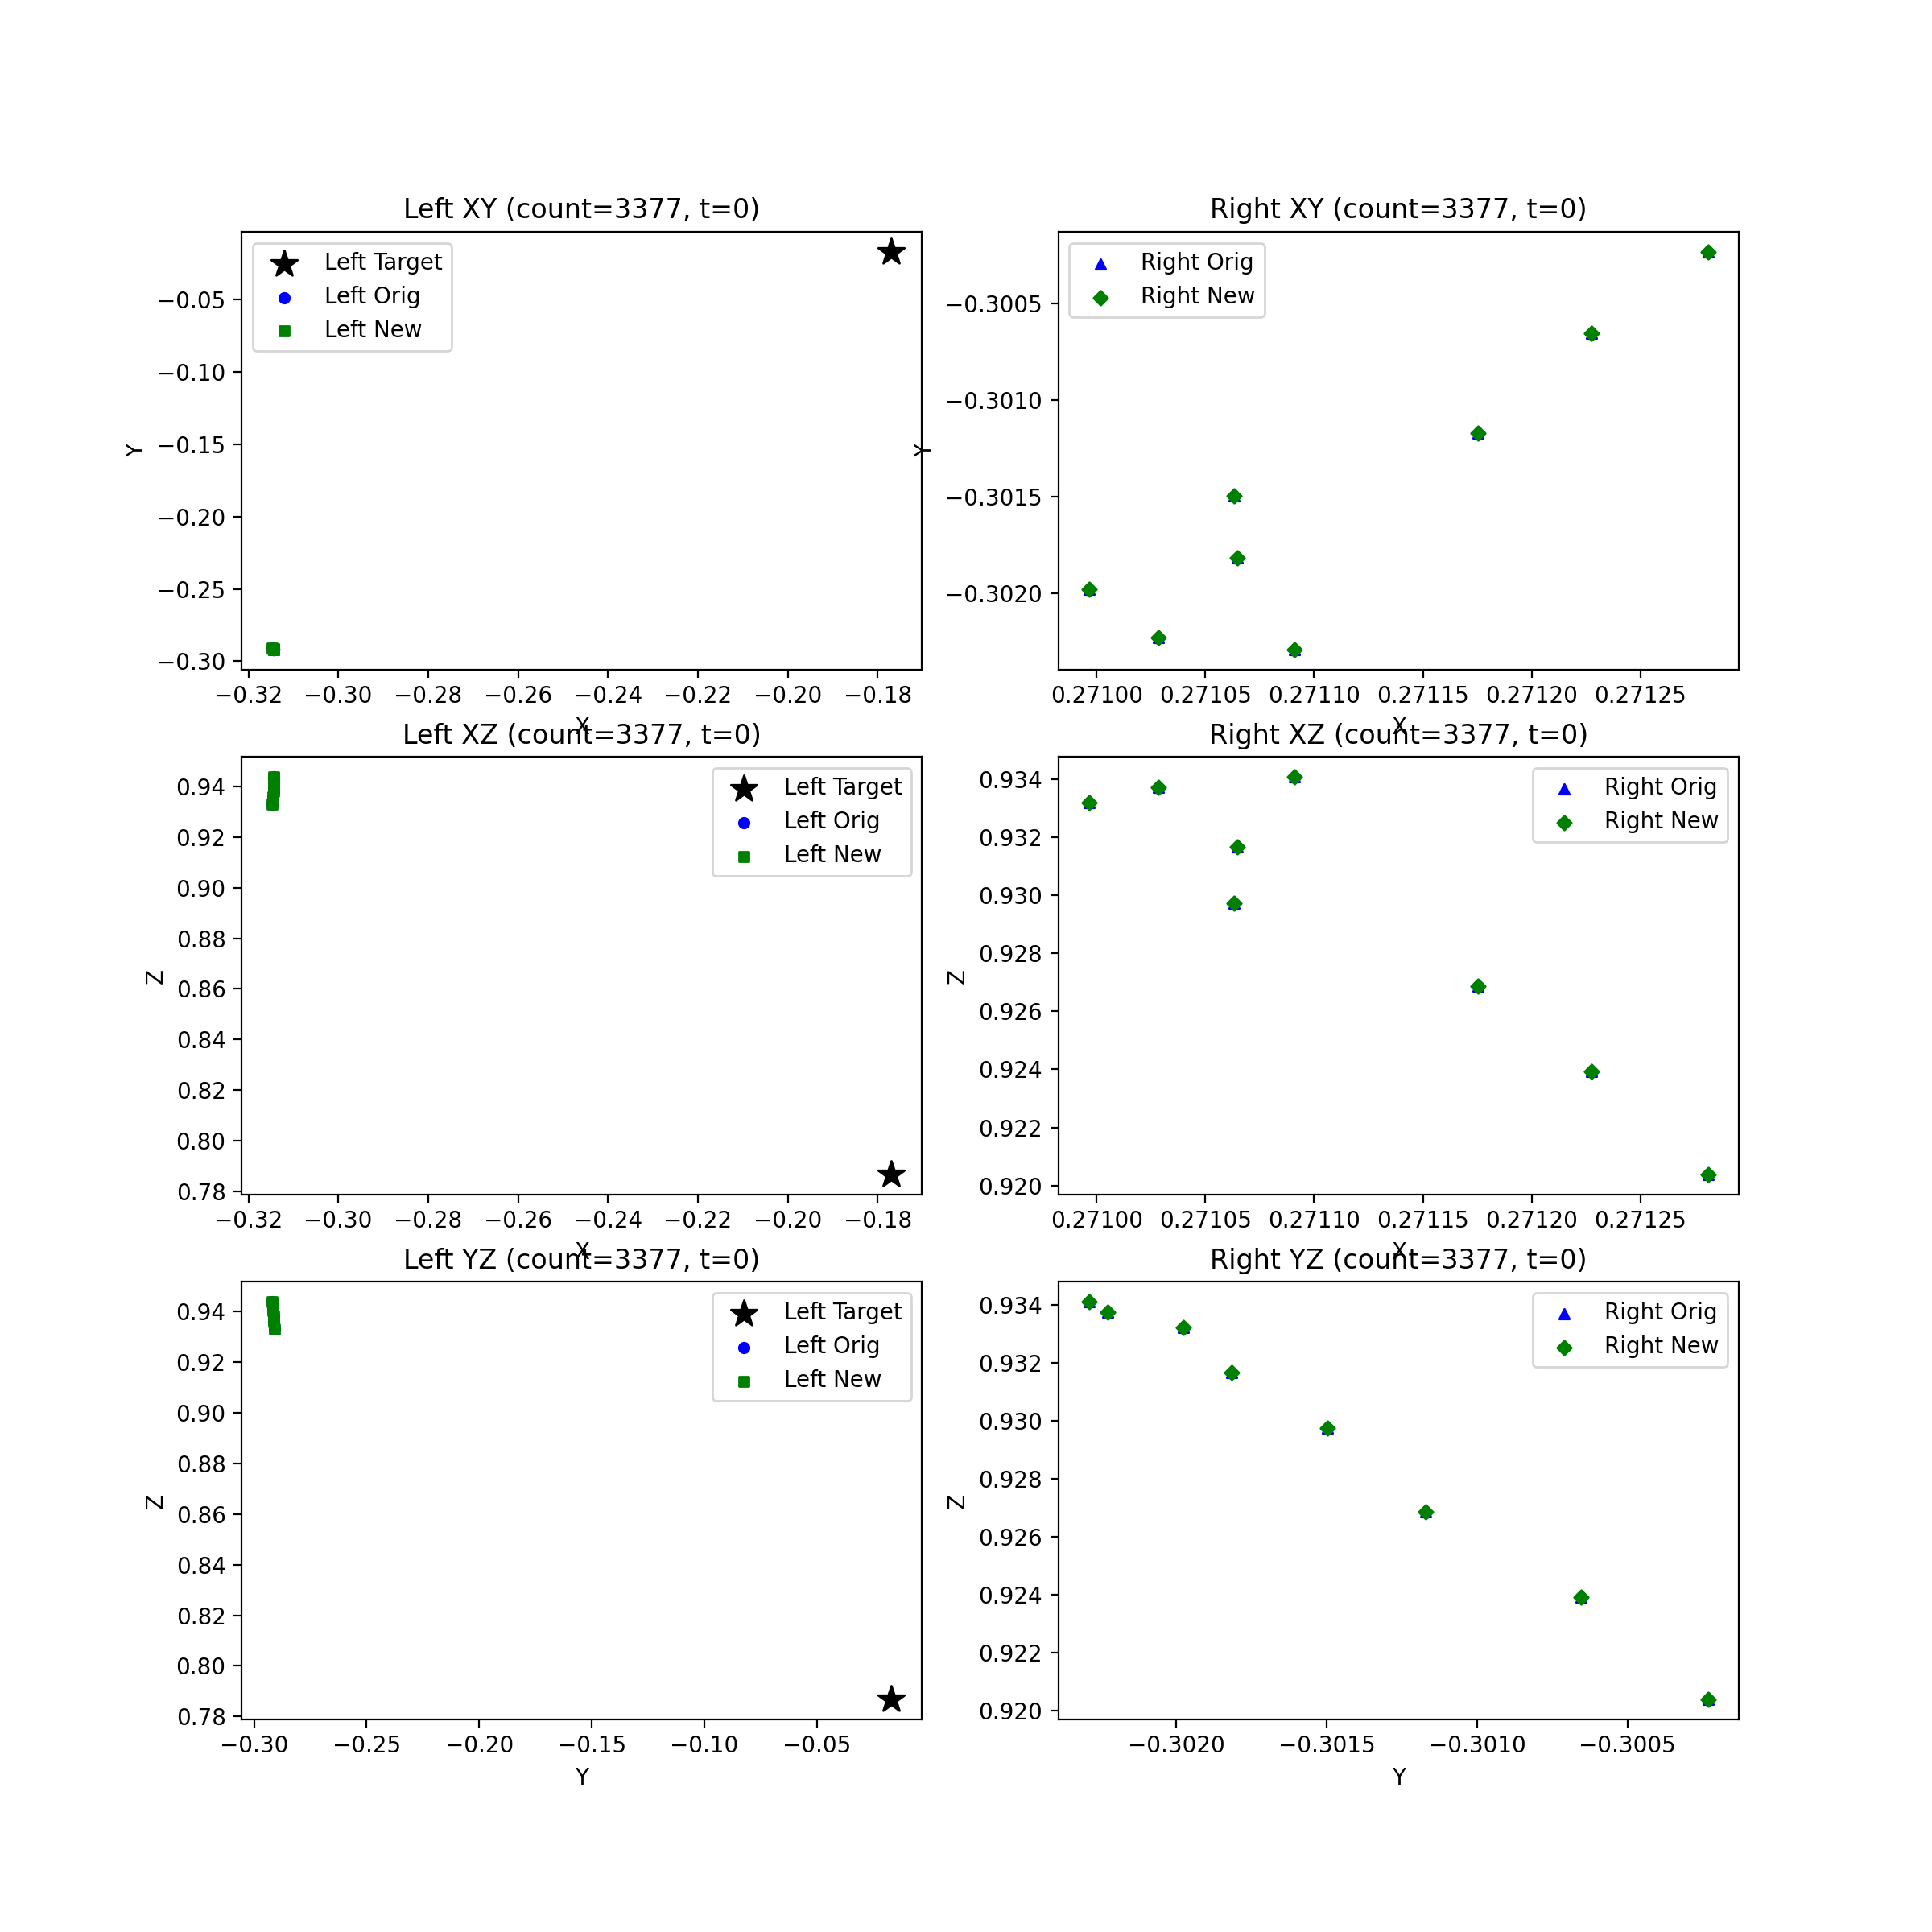 Left XY (count=3377, t=0)
Left Target
Left Orig
Left New
−0.05
−0.10
−0.15
−0.20
−0.25
−0.30
Y
−0.32 −0.30 −0.28 −0.26 −0.24 −0.22 −0.20 −0.18
X
Right XY (count=3377, t=0)
Right Orig
Right New
−0.3005
−0.3010
−0.3015
−0.3020
Y
0.27100 0.27105 0.27110 0.27115 0.27120 0.27125
X
Left XZ (count=3377, t=0)
Left Target
Left Orig
Left New
0.94
0.92
0.90
0.88
0.86
0.84
0.82
0.80
0.78
Z
−0.32 −0.30 −0.28 −0.26 −0.24 −0.22 −0.20 −0.18
X
Right XZ (count=3377, t=0)
Right Orig
Right New
0.934
0.932
0.930
0.928
0.926
0.924
0.922
0.920
Z
0.27100 0.27105 0.27110 0.27115 0.27120 0.27125
X
Left YZ (count=3377, t=0)
Left Target
Left Orig
Left New
0.94
0.92
0.90
0.88
0.86
0.84
0.82
0.80
0.78
Z
−0.30 −0.25 −0.20 −0.15 −0.10 −0.05
Y
Right YZ (count=3377, t=0)
Right Orig
Right New
0.934
0.932
0.930
0.928
0.926
0.924
0.922
0.920
Z
−0.3020 −0.3015 −0.3010 −0.3005
Y